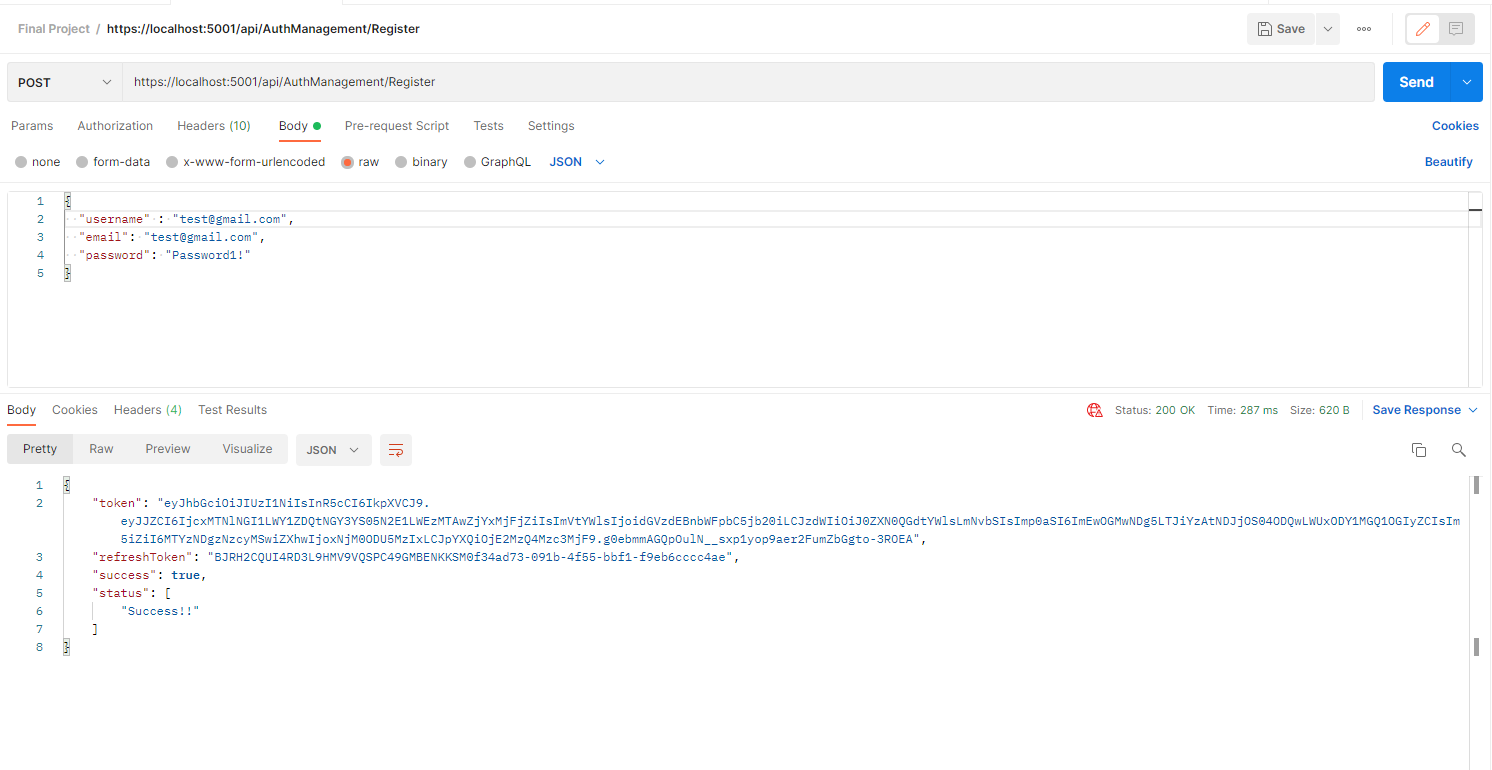 Final Project / https://localhost:5001/api/AuthManagement/Register
Save
POST https://localhost:5001/api/AuthManagement/Register Send
Params Authorization Headers (10) Body Pre-request Script Tests Settings Cookies
none form-data x-www-form-urlencoded raw binary GraphQL JSON Beautify
1 {
2 "username" : "test@gmail.com",
3 "email": "test@gmail.com",
4 "password": "Password1!"
5 }
Body Cookies Headers (4) Test Results Status: 200 OK Time: 287 ms Size: 620 B Save Response
Pretty Raw Preview Visualize JSON
1 {
2 "token": "eyJhbGciOiJIUzI1NiIsInR5cCI6IkpXVCJ9.
eyJJZCI6IjcxMTNlNGI1LWY1ZDQtNGY3YS05N2E1LWEzMTAwZjYxMjFjZiIsImVtYWlsIjoidGVzdEBnbWFpbC5jb20iLCJzdWIiOiJ0ZXN0QGdtYWlsLmNvbSIsImp0aSI6ImEwOGMwNDg5LTJiYzAtNDJjOS04ODQwLWUxODY1MGQ1OGIyZCIsIm
5iZiI6MTYzNDgzNzcyMSwiZXhwIjoxNjM0ODU5MzIxLCJpYXQiOjE2MzQ4Mzc3MjF9.g0ebmmAGQpOulN__sxp1yop9aer2FumZbGgto-3ROEA",
3 "refreshToken": "BJRH2CQUI4RD3L9HMV9VQSPC49GMBENKKSM0f34ad73-091b-4f55-bbf1-f9eb6cccc4ae",
4 "success": true,
5 "status": [
6 "Success!!"
7 ]
8 }